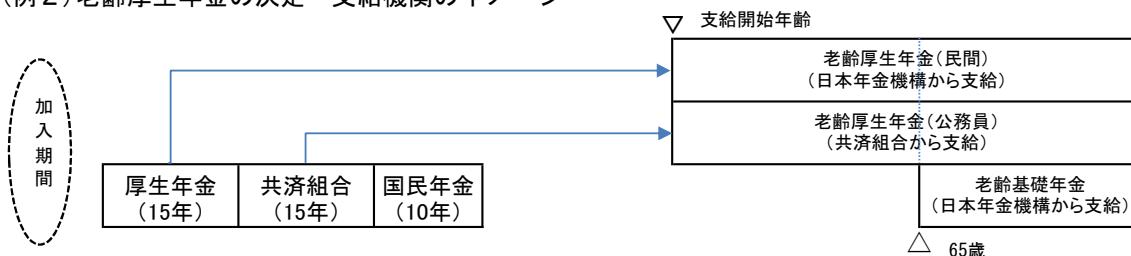 (例2)老齢厚生年金の決定・支給機関のイメージ
▽ 支給開始年齢
老齢厚生年金(民間)
(日本年金機構から支給)
老齢厚生年金(公務員)
(共済組合から支給)
加入期間
厚生年金
(15年)
共済組合
(15年)
国民年金
(10年)
老齢基礎年金
(日本年金機構から支給)
△ 65歳